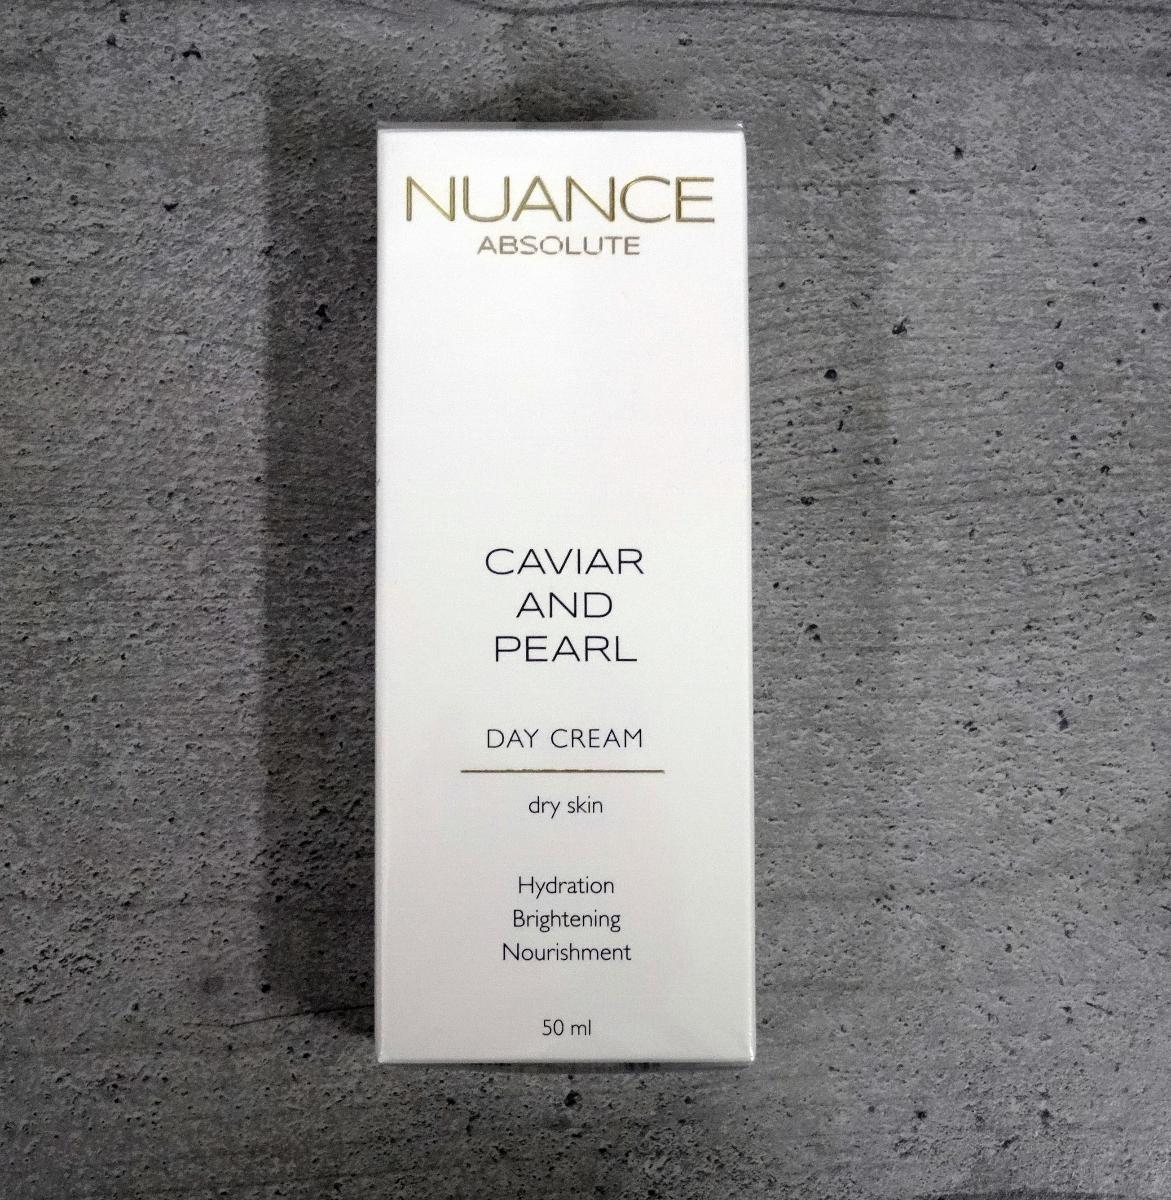 NUANCE
ABSOLUTE
CAVIAR
AND
PEARL
DAY CREAM
dry skin
Hydration
Brightening
Nourishment
50 ml